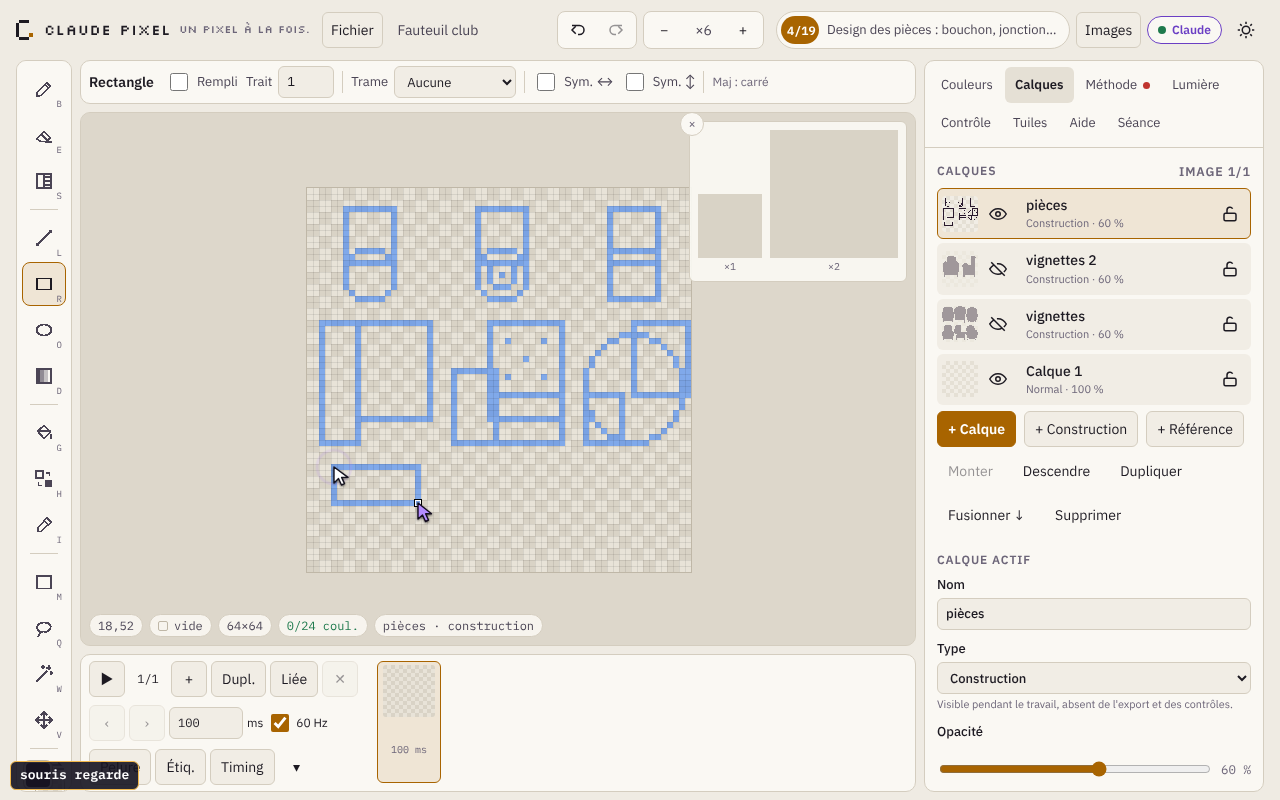 CLAUDE PIXEL UN PIXEL À LA FOIS. Fichier Fauteuil club − ×6 + 4/19 Design des pièces : bouchon, jonction… Images Claude
Rectangle Rempli Trait 1 Trame Aucune Sym. ↔ Sym. ↕ Maj : carré
B
E
S
L
R
O
D
G
H
I
M
Q
W
V
×
×1 ×2
18,52 vide 64×64 0/24 coul. pièces · construction
1/1 + Dupl. Liée ×
‹ › 100 ms 60 Hz
Pelure Étiq. Timing ▼
100 ms
souris regarde
Couleurs Calques Méthode Lumière
Contrôle Tuiles Aide Séance
CALQUES IMAGE 1/1
pièces
Construction · 60 %
vignettes 2
Construction · 60 %
vignettes
Construction · 60 %
Calque 1
Normal · 100 %
+ Calque + Construction + Référence
Monter Descendre Dupliquer
Fusionner ↓ Supprimer
CALQUE ACTIF
Nom
pièces
Type
Construction
Visible pendant le travail, absent de l'export et des contrôles.
Opacité
60 %